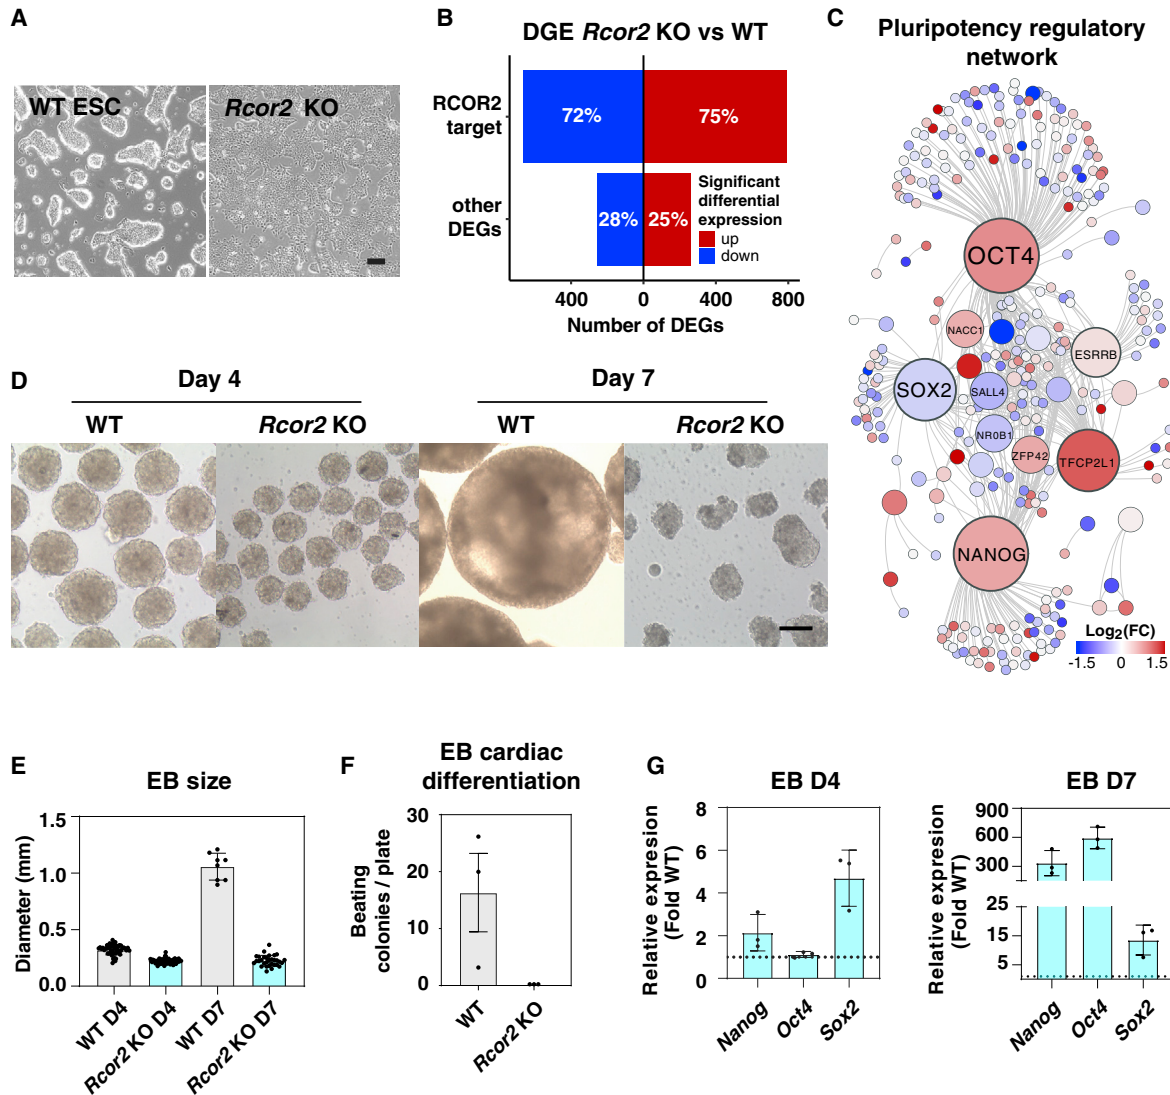 A
WT ESC
Rcor2 KO
B
DGE Rcor2 KO vs WT
RCOR2
target
72%
75%
other
DEGs
28%
25%
Significant
differential
expression
up
down
400
0
400
800
Number of DEGs
C
Pluripotency regulatory
network
OCT4
NACC1
ESRRB
SOX2
SALL4
NR0B1
ZFP42
TFCP2L1
NANOG
Log2(FC)
-1.5
0
1.5
D
Day 4
Day 7
WT
Rcor2 KO
WT
Rcor2 KO
E
EB size
Diameter (mm)
1.5
1.0
0.5
0.0
WT D4
Rcor2 KO D4
WT D7
Rcor2 KO D7
F
EB cardiac
differentiation
Beating
colonies / plate
30
20
10
0
WT
Rcor2 KO
G
EB D4
Relative expression
(Fold WT)
8
6
4
2
0
Nanog
Oct4
Sox2
EB D7
Relative expression
(Fold WT)
900
600
300
25
15
5
Nanog
Oct4
Sox2